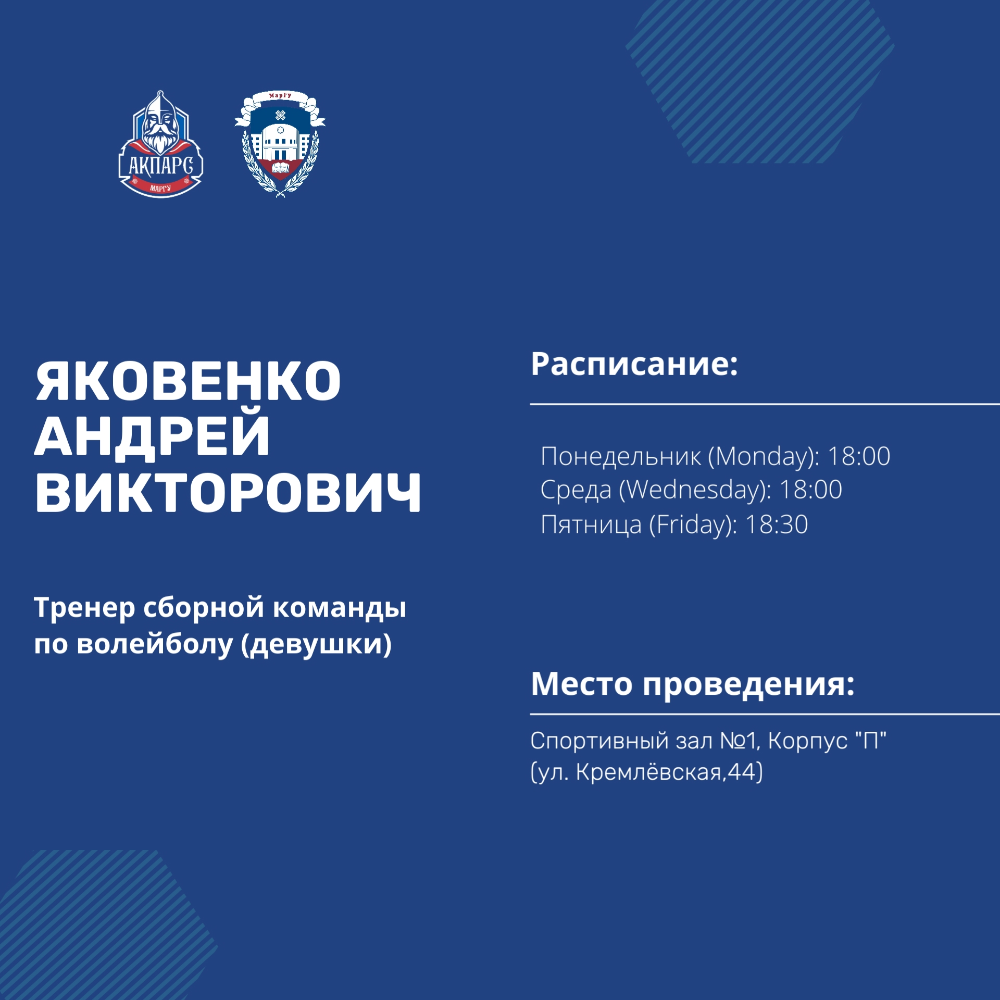 АКПАРС
МАРГУ
МарГУ
ЯКОВЕНКО
АНДРЕЙ
ВИКТОРОВИЧ
Тренер сборной команды
по волейболу (девушки)
Расписание:
Понедельник (Monday): 18:00
Среда (Wednesday): 18:00
Пятница (Friday): 18:30
Место проведения:
Спортивный зал №1, Корпус "П"
(ул. Кремлёвская,44)